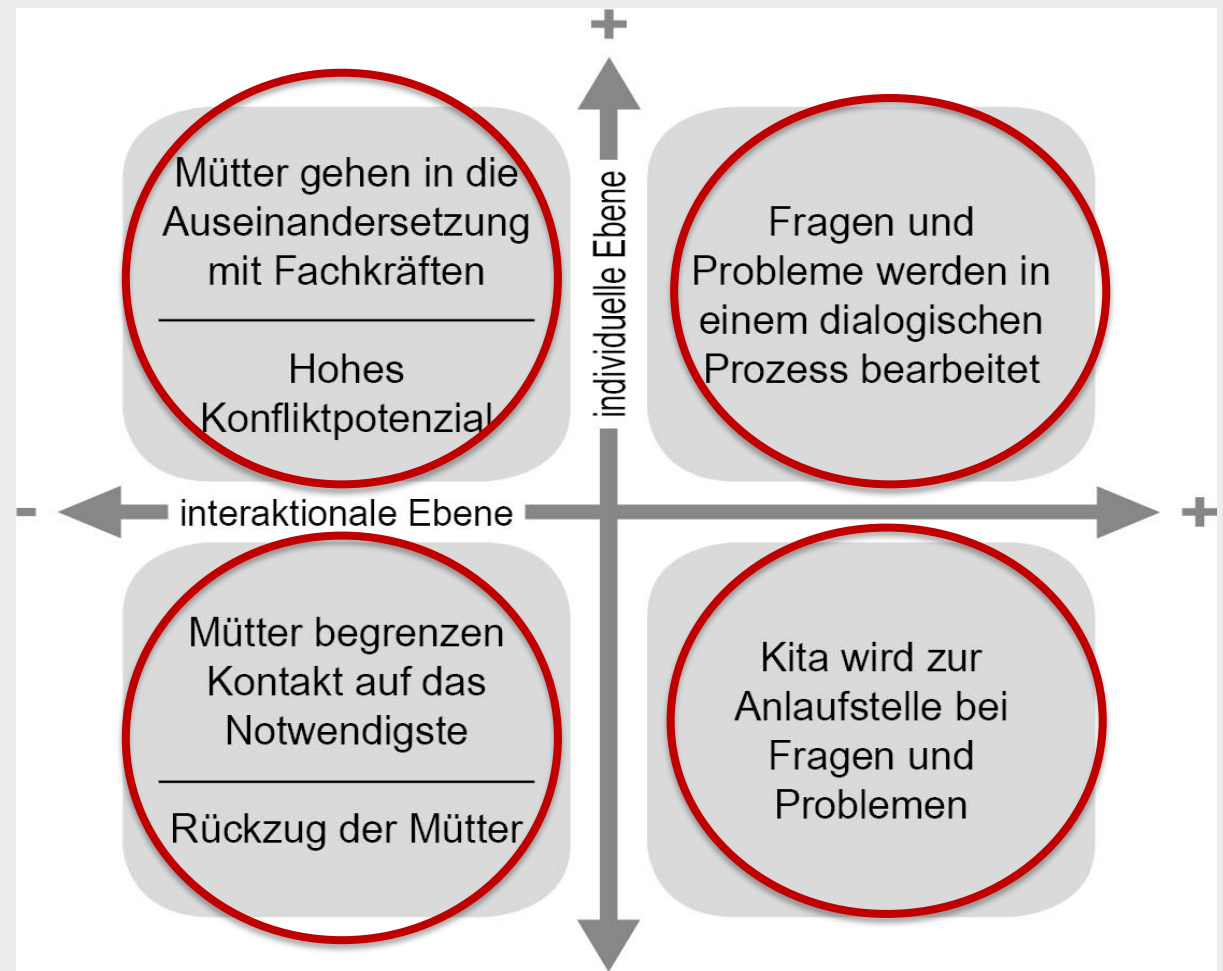 +
Mütter gehen in die
Auseinandersetzung
mit Fachkräften
Hohes
Konfliktpotenzial
individuelle Ebene
Fragen und
Probleme werden in
einem dialogischen
Prozess bearbeitet
-
interaktionale Ebene
+
Mütter begrenzen
Kontakt auf das
Notwendigste
Rückzug der Mütter
Kita wird zur
Anlaufstelle bei
Fragen und
Problemen